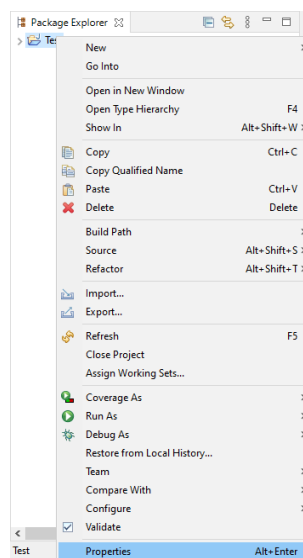 Package Explorer
Te
New
Go Into
Open in New Window
Open Type Hierarchy F4
Show In Alt+Shift+W
Copy Ctrl+C
Copy Qualified Name
Paste Ctrl+V
Delete Delete
Build Path
Source Alt+Shift+S
Refactor Alt+Shift+T
Import...
Export...
Refresh F5
Close Project
Assign Working Sets...
Coverage As
Run As
Debug As
Restore from Local History...
Team
Compare With
Configure
Validate
Test
Properties Alt+Enter